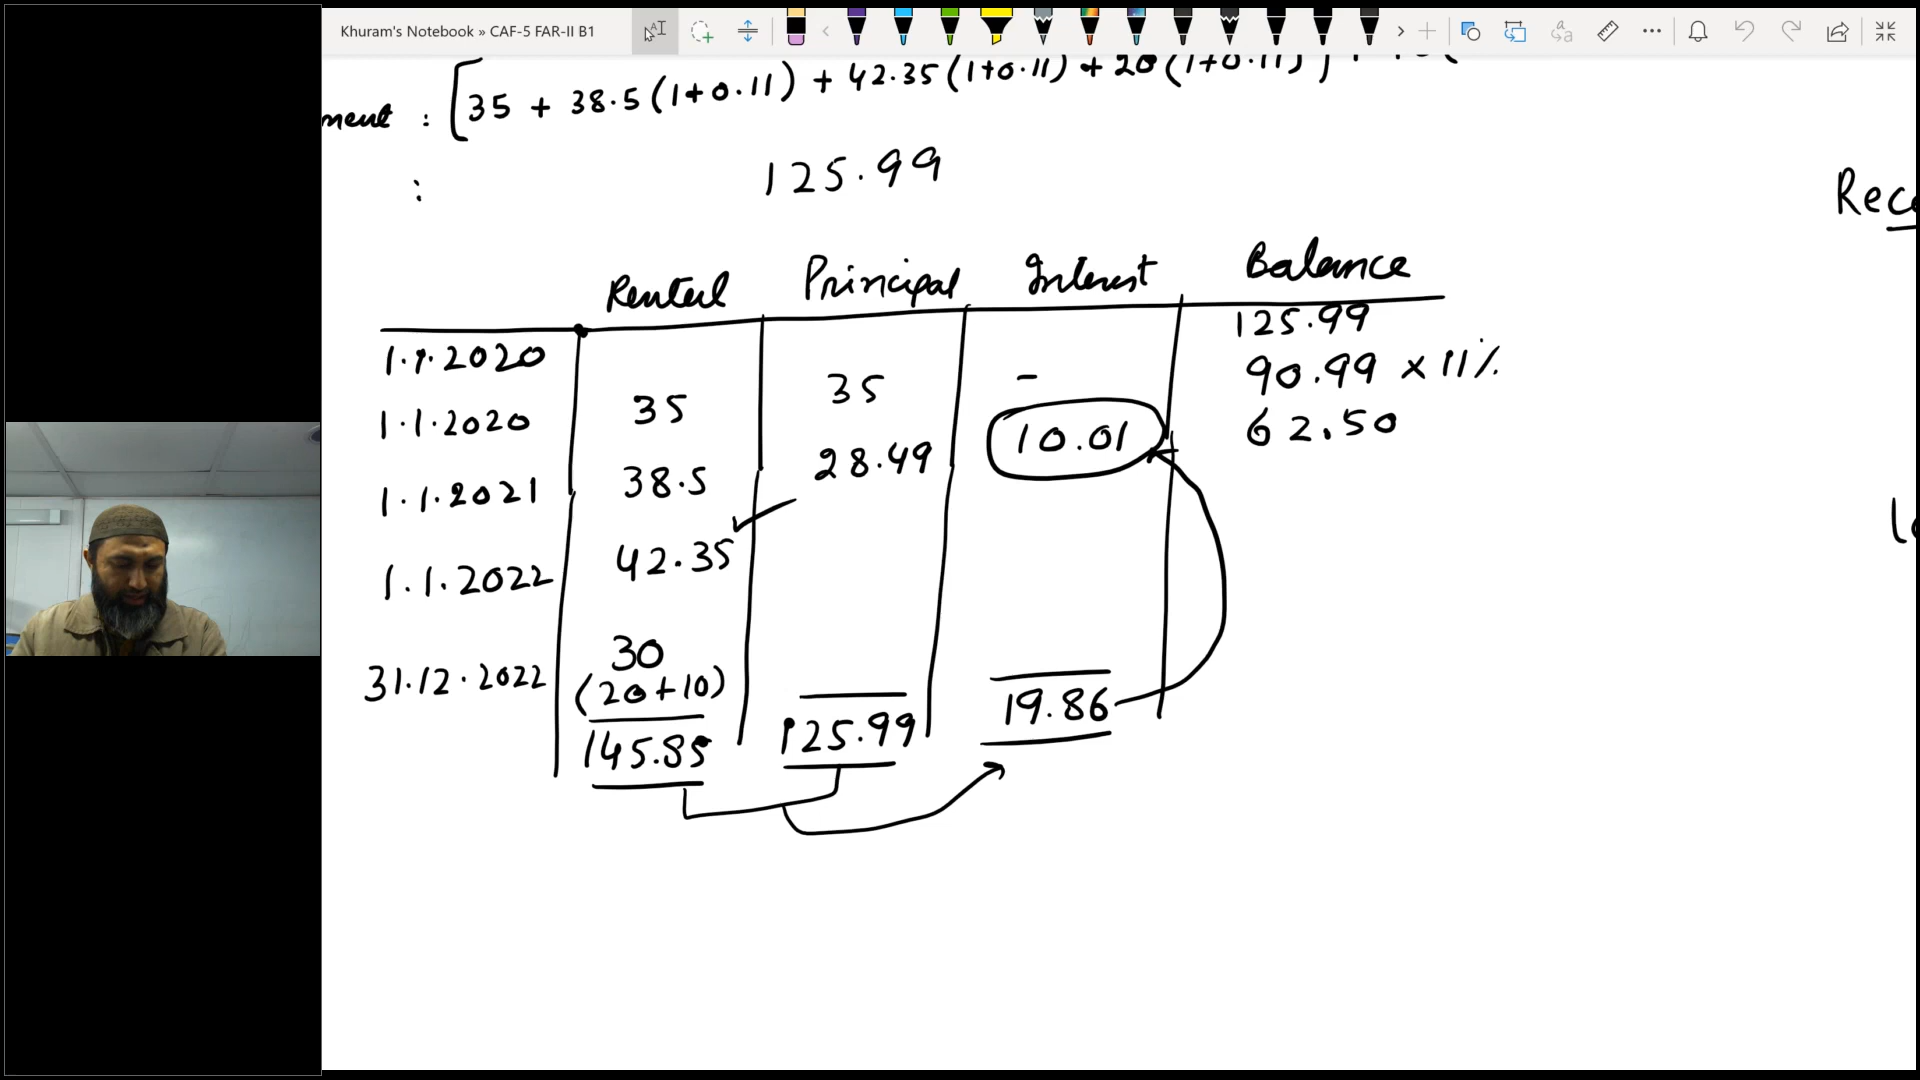 Khuram's Notebook » CAF-5 FAR-II B1
ment : [35 + 38.5(1+0.11) + 42.35(1+0.11) + 20(1+0.11)
: 125.99
Rec
Rental Principal Interest Balance
1.1.2020 125.99
1.1.2020 35 35 - 90.99 x 11%
1.1.2021 38.5 28.49 10.01 62.50
1.1.2022 42.35
30
31.12.2022 (20+10)
145.85 125.99 19.86